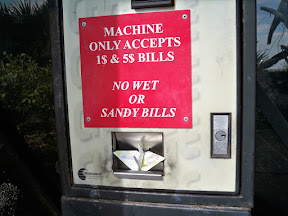 MACHINE
ONLY ACCEPTS
1$ & 5$ BILLS
NO WET
OR
SANDY BILLS